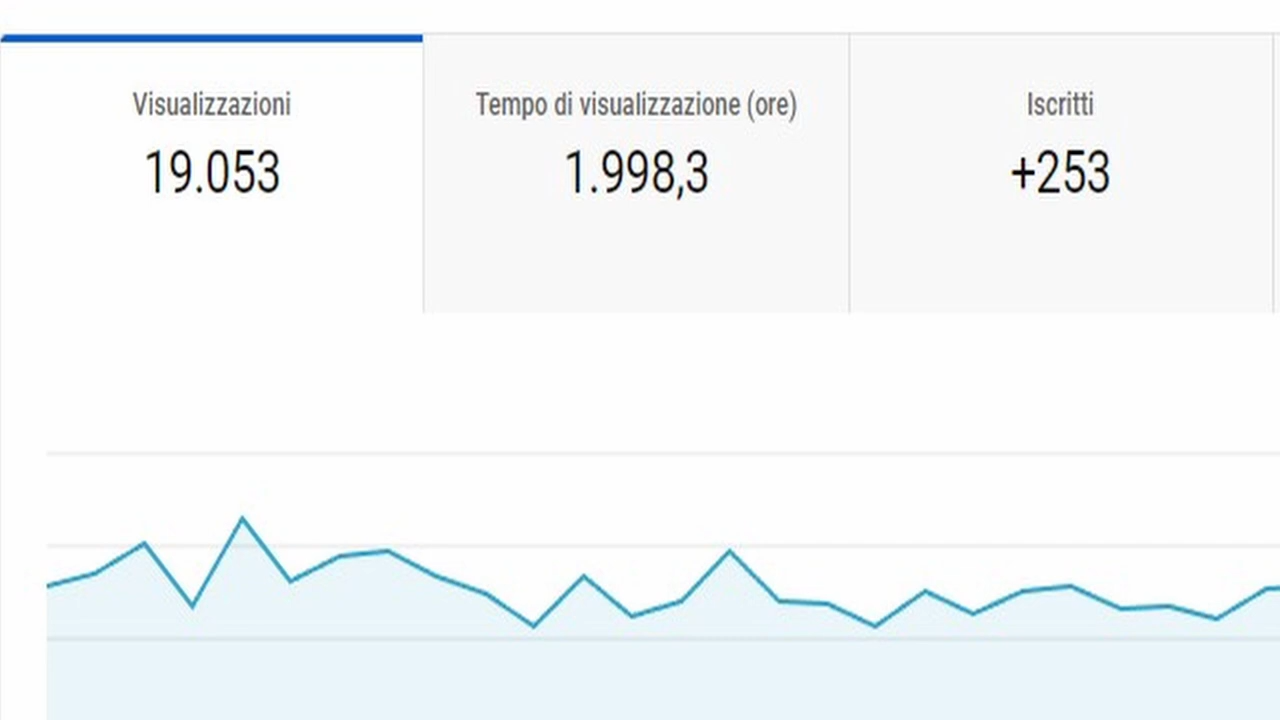 Visualizzazioni
19.053
Tempo di visualizzazione (ore)
1.998,3
Iscritti
+253